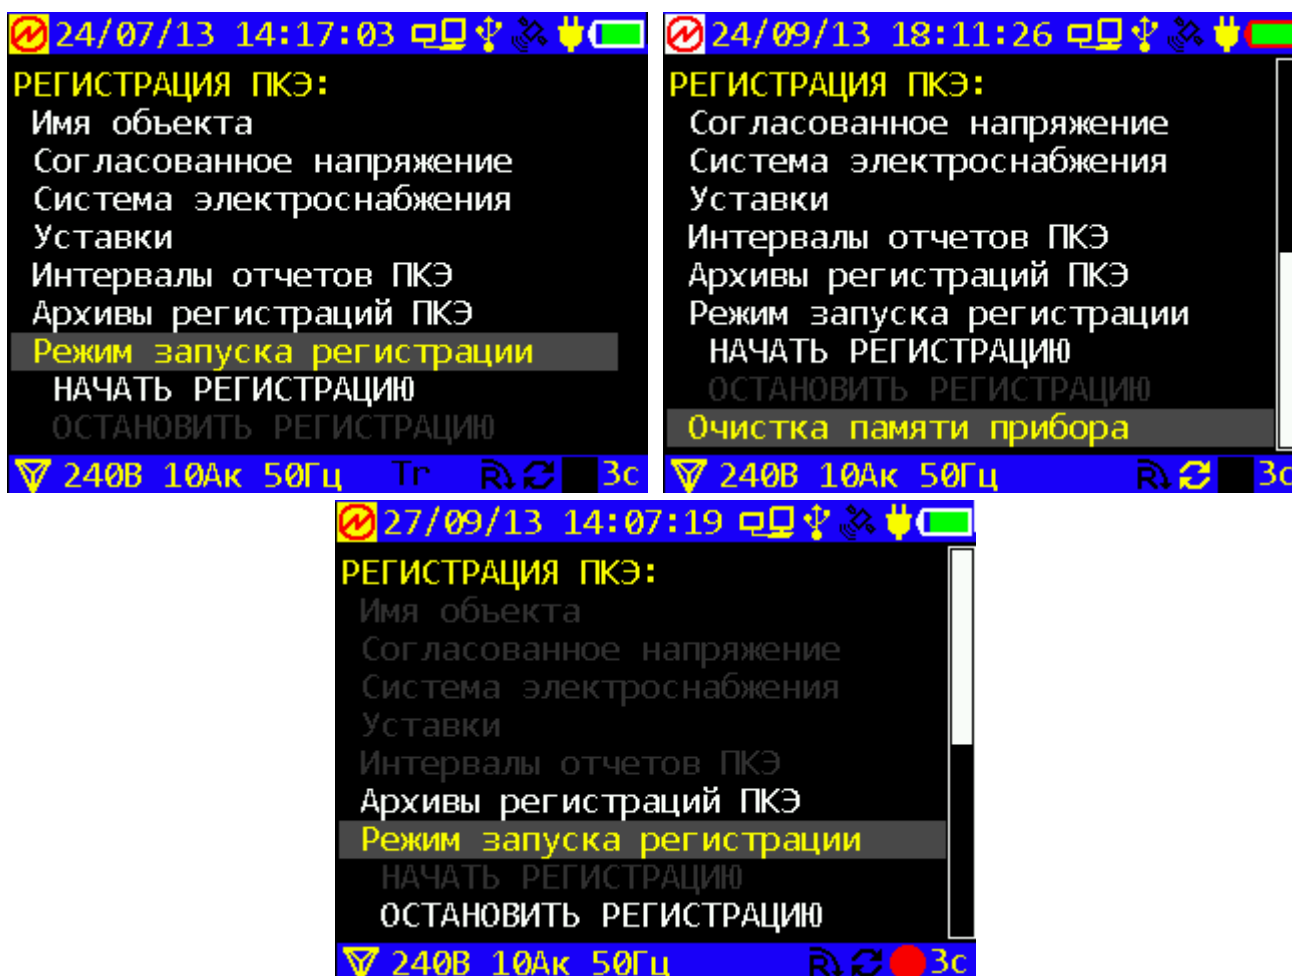 24/07/13 14:17:03
РЕГИСТРАЦИЯ ПКЭ:
Имя объекта
Согласованное напряжение
Система электроснабжения
Уставки
Интервалы отчетов ПКЭ
Архивы регистраций ПКЭ
Режим запуска регистрации
НАЧАТЬ РЕГИСТРАЦИЮ
ОСТАНОВИТЬ РЕГИСТРАЦИЮ
240В 10Ак 50Гц Tr R 3с
24/09/13 18:11:26
РЕГИСТРАЦИЯ ПКЭ:
Согласованное напряжение
Система электроснабжения
Уставки
Интервалы отчетов ПКЭ
Архивы регистраций ПКЭ
Режим запуска регистрации
НАЧАТЬ РЕГИСТРАЦИЮ
ОСТАНОВИТЬ РЕГИСТРАЦИЮ
Очистка памяти прибора
240В 10Ак 50Гц R 3с
27/09/13 14:07:19
РЕГИСТРАЦИЯ ПКЭ:
Имя объекта
Согласованное напряжение
Система электроснабжения
Уставки
Интервалы отчетов ПКЭ
Архивы регистраций ПКЭ
Режим запуска регистрации
НАЧАТЬ РЕГИСТРАЦИЮ
ОСТАНОВИТЬ РЕГИСТРАЦИЮ
240В 10Ак 50Гц R 3с